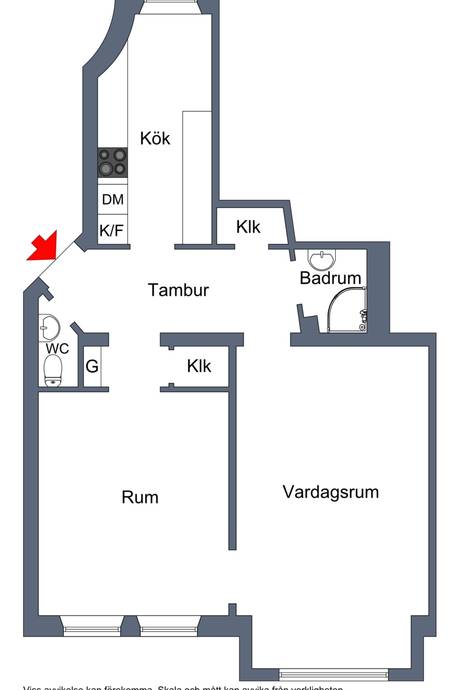 Kök
DM
K/F
Klk
Badrum
Tambur
WC
G
Klk
Rum
Vardagsrum
Viss avvikelse kan förekomma. Skala och mått kan avvika från verkligheten.